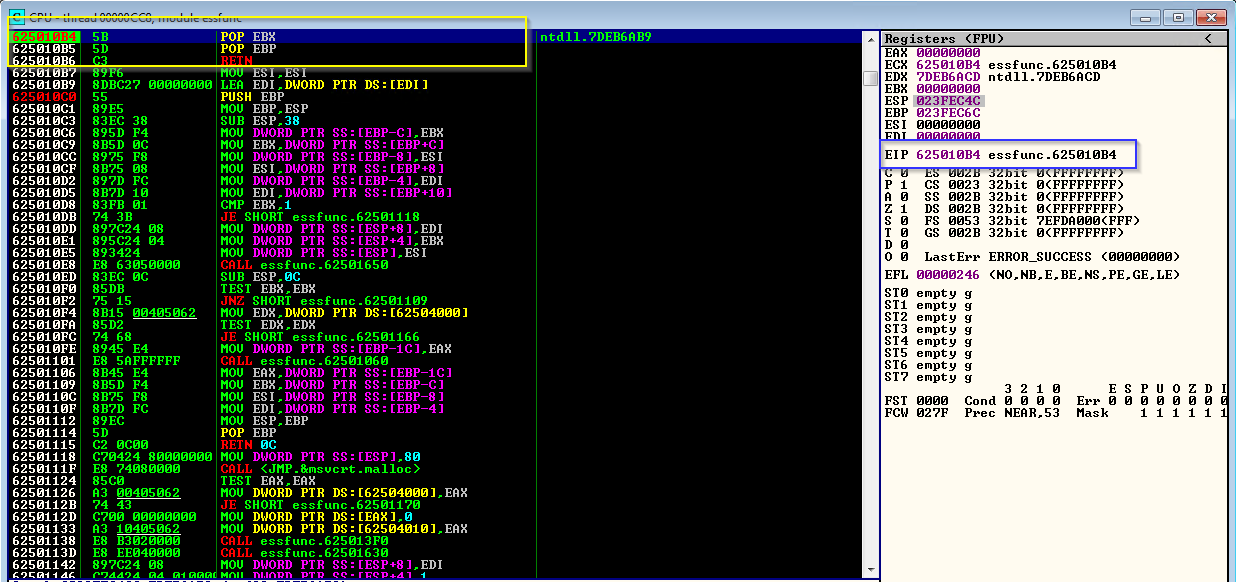 C CPU - thread 00000CC8, module essfunc
625010B4 5B POP EBX ntdll.7DEB6AB9
625010B5 5D POP EBP
625010B6 C3 RETN
625010B7 89F6 MOV ESI,ESI
625010B9 8DBC27 00000000 LEA EDI,DWORD PTR DS:[EDI]
625010C0 55 PUSH EBP
625010C1 89E5 MOV EBP,ESP
625010C3 83EC 38 SUB ESP,38
625010C6 895D F4 MOV DWORD PTR SS:[EBP-C],EBX
625010C9 8B5D 0C MOV EBX,DWORD PTR SS:[EBP+C]
625010CC 8975 F8 MOV DWORD PTR SS:[EBP-8],ESI
625010CF 8B75 08 MOV ESI,DWORD PTR SS:[EBP+8]
625010D2 897D FC MOV DWORD PTR SS:[EBP-4],EDI
625010D5 8B7D 10 MOV EDI,DWORD PTR SS:[EBP+10]
625010D8 83FB 01 CMP EBX,1
625010DB 74 3B JE SHORT essfunc.62501118
625010DD 897C24 08 MOV DWORD PTR SS:[ESP+8],EDI
625010E1 895C24 04 MOV DWORD PTR SS:[ESP+4],EBX
625010E5 893424 MOV DWORD PTR SS:[ESP],ESI
625010E8 E8 63050000 CALL essfunc.62501650
625010ED 83EC 0C SUB ESP,0C
625010F0 85DB TEST EBX,EBX
625010F2 75 15 JNZ SHORT essfunc.62501109
625010F4 8B15 00405062 MOV EDX,DWORD PTR DS:[62504000]
625010FA 85D2 TEST EDX,EDX
625010FC 74 68 JE SHORT essfunc.62501166
625010FE 8945 E4 MOV DWORD PTR SS:[EBP-1C],EAX
62501101 E8 5AFFFFFF CALL essfunc.62501060
62501106 8B45 E4 MOV EAX,DWORD PTR SS:[EBP-1C]
62501109 8B5D F4 MOV EBX,DWORD PTR SS:[EBP-C]
6250110C 8B75 F8 MOV ESI,DWORD PTR SS:[EBP-8]
6250110F 8B7D FC MOV EDI,DWORD PTR SS:[EBP-4]
62501112 89EC MOV ESP,EBP
62501114 5D POP EBP
62501115 C2 0C00 RETN 0C
62501118 C70424 80000000 MOV DWORD PTR SS:[ESP],80
6250111F E8 74080000 CALL <JMP.&msvcrt.malloc>
62501124 85C0 TEST EAX,EAX
62501126 A3 00405062 MOV DWORD PTR DS:[62504000],EAX
6250112B 74 43 JE SHORT essfunc.62501170
6250112D C700 00000000 MOV DWORD PTR DS:[EAX],0
62501133 A3 10405062 MOV DWORD PTR DS:[62504010],EAX
62501138 E8 B3020000 CALL essfunc.625013F0
6250113D E8 EE040000 CALL essfunc.62501630
62501142 897C24 08 MOV DWORD PTR SS:[ESP+8],EDI
62501146 C74424 04 MOV DWORD PTR SS:[ESP+4],1
Registers (FPU) <
EAX 00000000
ECX 625010B4 essfunc.625010B4
EDX 7DEB6ACD ntdll.7DEB6ACD
EBX 00000000
ESP 023FEC4C
EBP 023FEC6C
ESI 00000000
EDI 00000000
EIP 625010B4 essfunc.625010B4
C 0 ES 002B 32bit 0(FFFFFFFF)
P 1 CS 0023 32bit 0(FFFFFFFF)
A 0 SS 002B 32bit 0(FFFFFFFF)
Z 1 DS 002B 32bit 0(FFFFFFFF)
S 0 FS 0053 32bit 7EFDA000(FFF)
T 0 GS 002B 32bit 0(FFFFFFFF)
D 0
O 0 LastErr ERROR_SUCCESS (00000000)
EFL 00000246 (NO,NB,E,BE,NS,PE,GE,LE)
ST0 empty g
ST1 empty g
ST2 empty g
ST3 empty g
ST4 empty g
ST5 empty g
ST6 empty g
ST7 empty g
3 2 1 0 E S P U O Z D I
FST 0000 Cond 0 0 0 0 Err 0 0 0 0 0 0 0 0
FCW 027F Prec NEAR,53 Mask 1 1 1 1 1 1